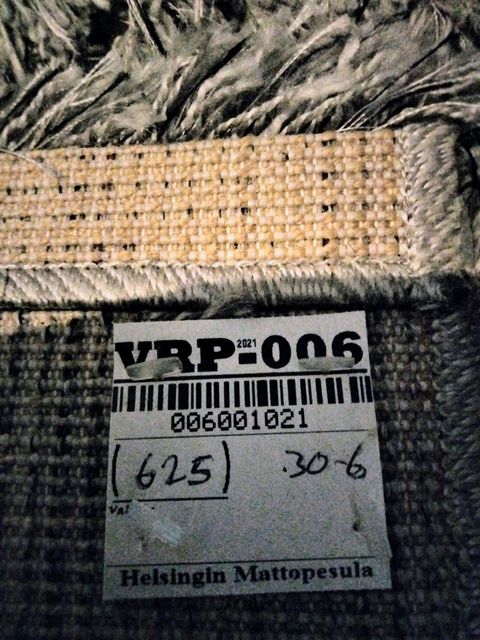 2021
VRP-006
006001021
(625) .30-6
Helsingin Mattopesula